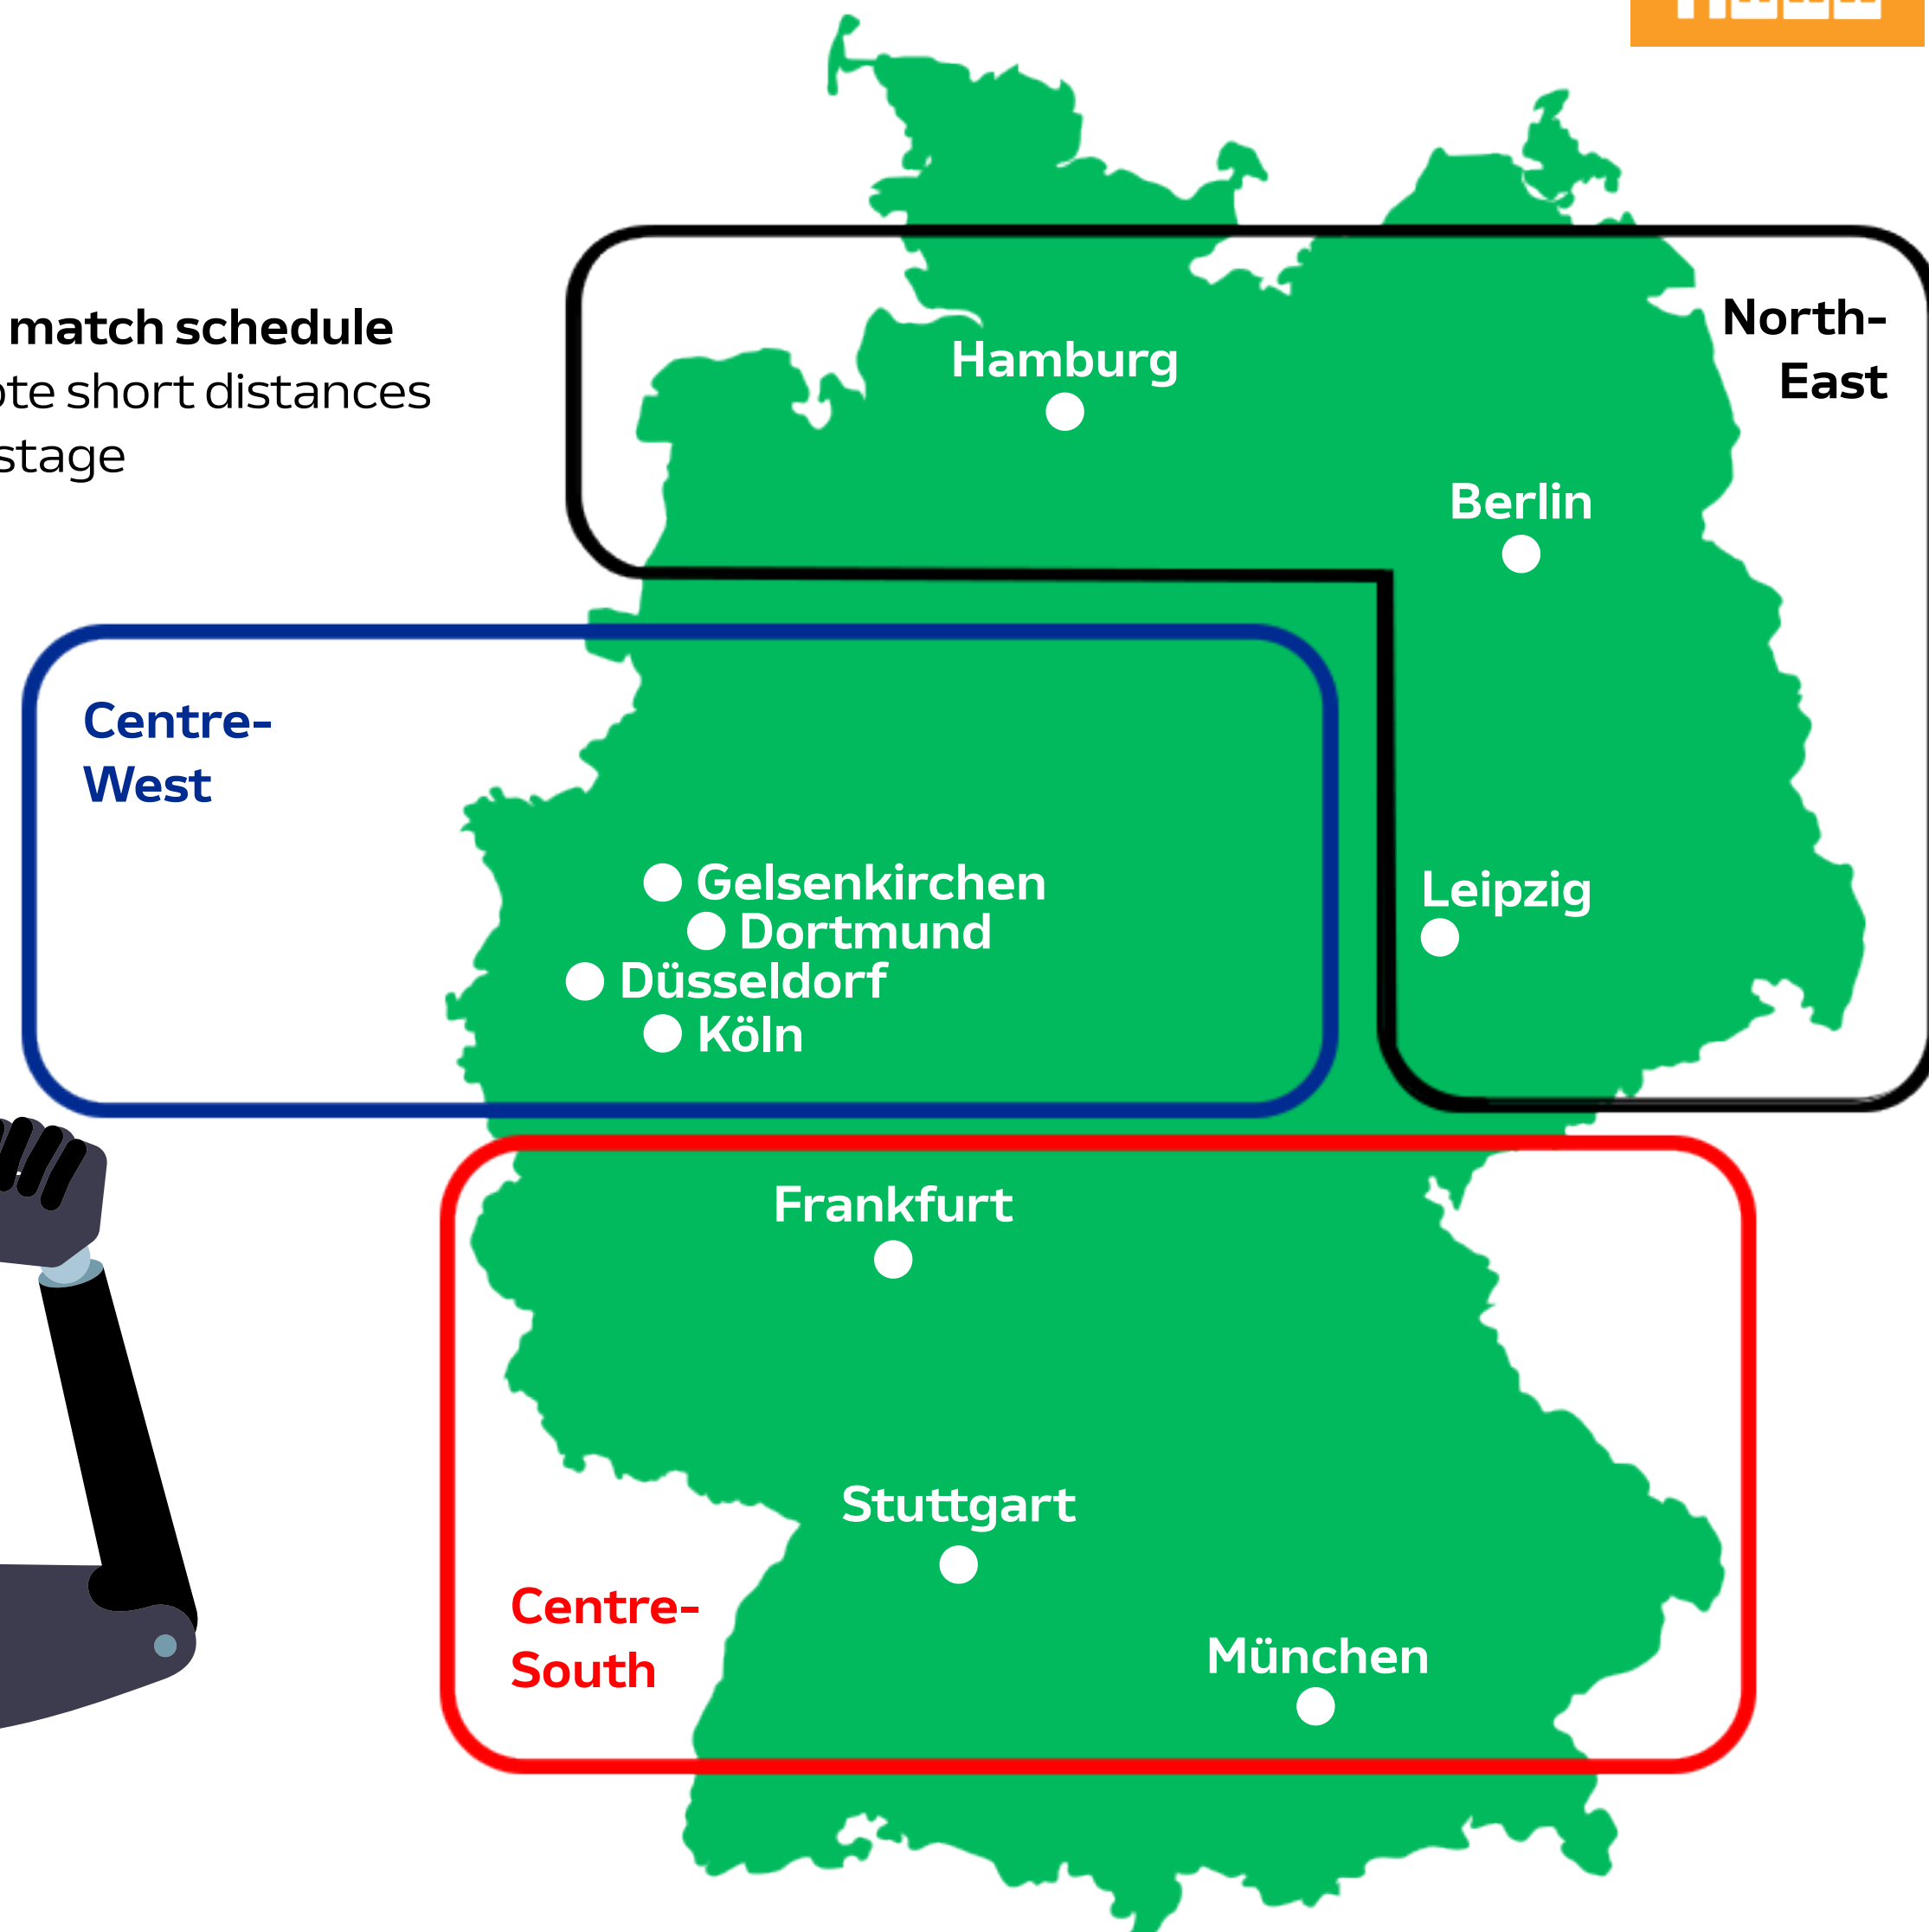 match schedule
short distances
stage
North-
East
Hamburg
Berlin
Centre-
West
Gelsenkirchen
Leipzig
Dortmund
Düsseldorf
Köln
Frankfurt
Stuttgart
Centre-
South
München